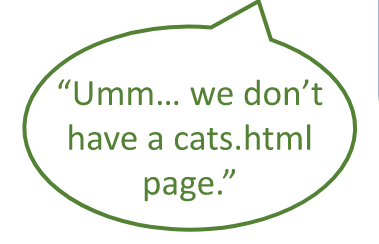 “Umm... we don’t
have a cats.html
page.”